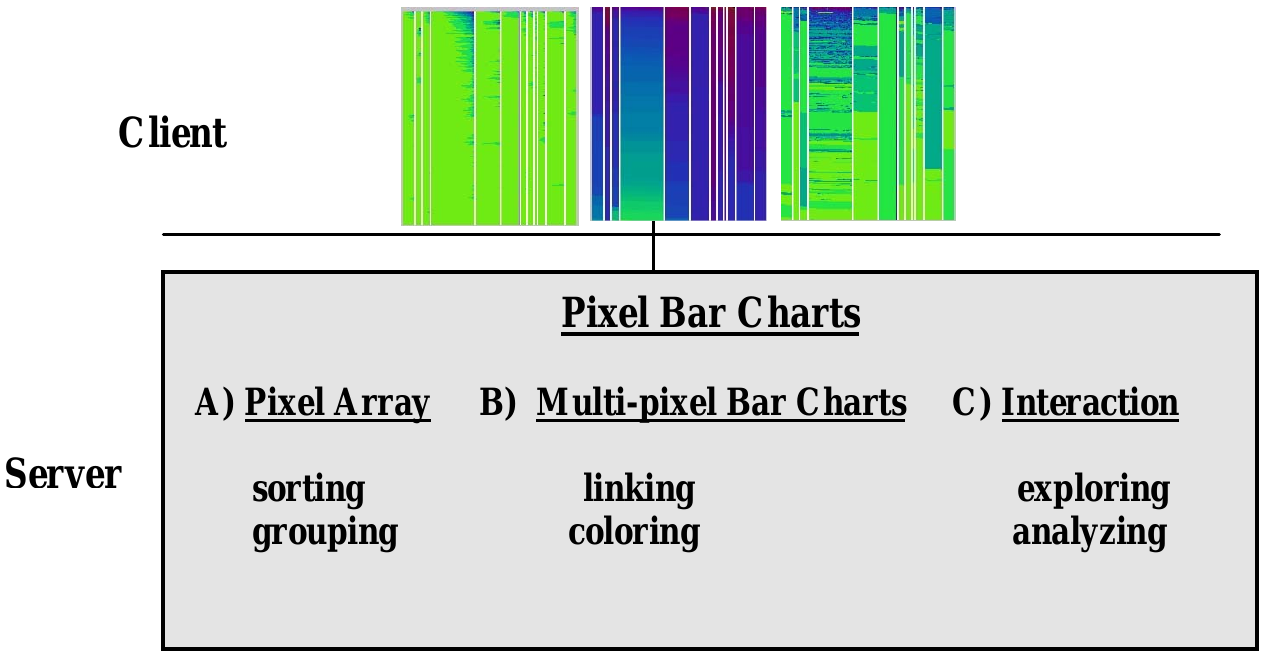 Client
Pixel Bar Charts
A) Pixel Array B) Multi-pixel Bar Charts C) Interaction
Server
sorting linking exploring
grouping coloring analyzing